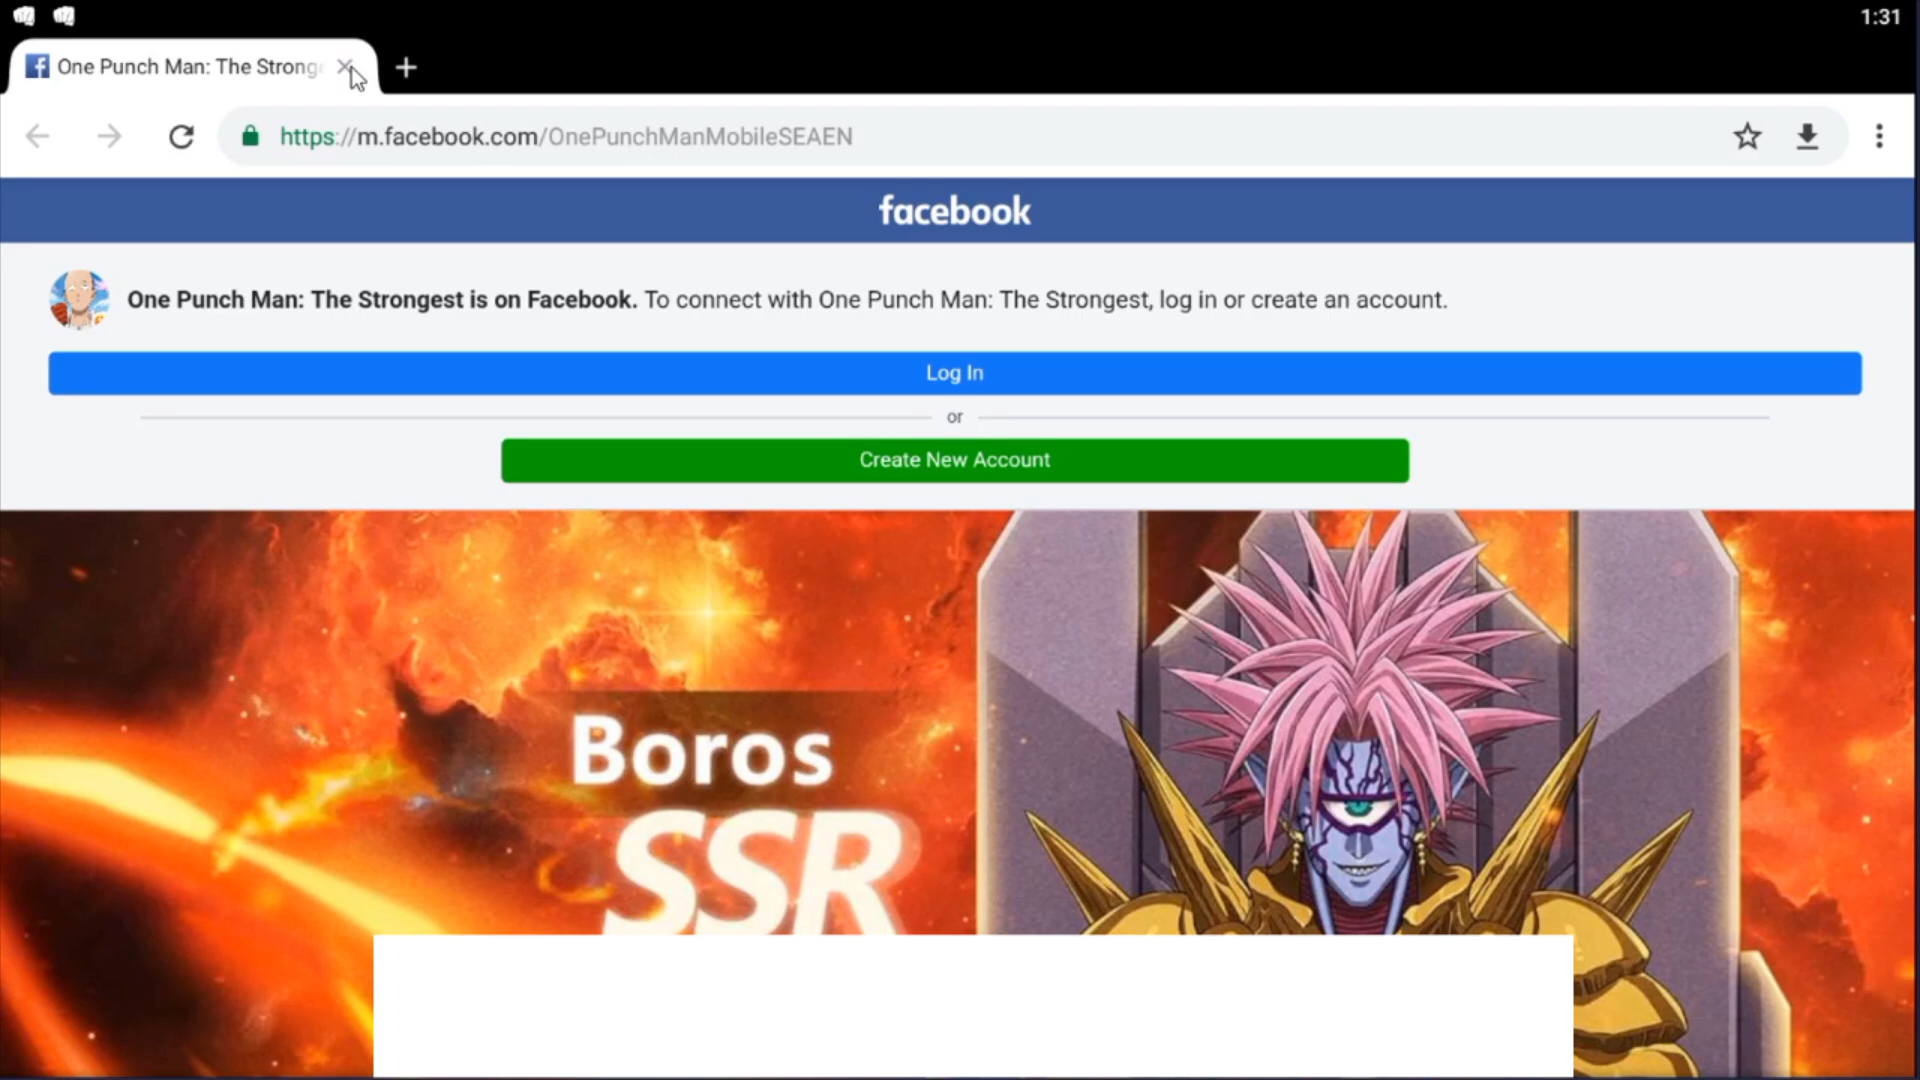 1:31
One Punch Man: The Strong
https://m.facebook.com/OnePunchManMobileSEAEN
facebook
One Punch Man: The Strongest is on Facebook. To connect with One Punch Man: The Strongest, log in or create an account.
Log In
or
Create New Account
Boros
SSR